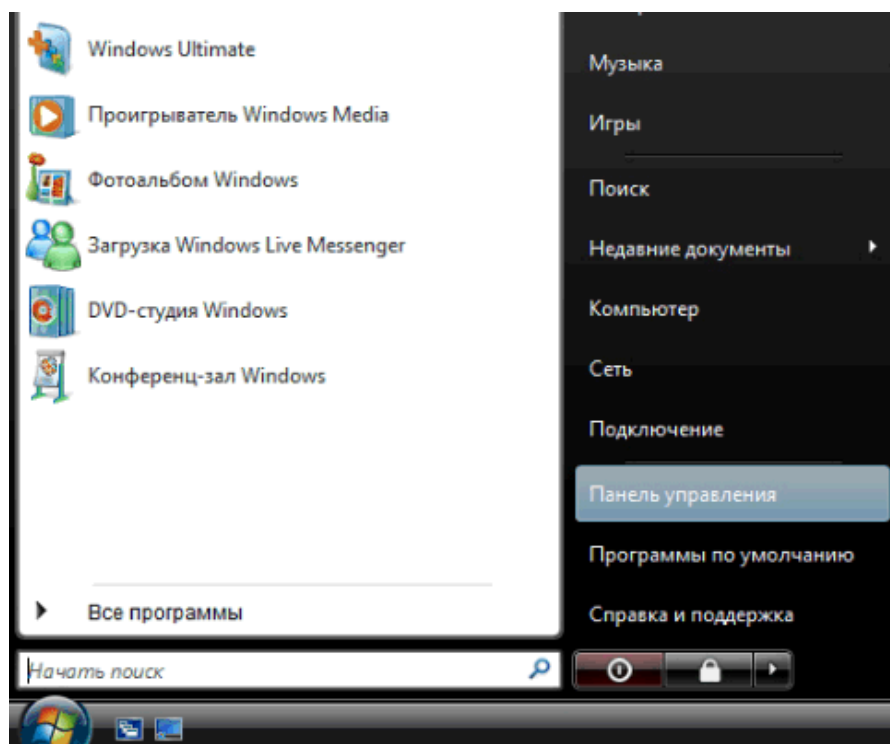 Windows Ultimate
Проигрыватель Windows Media
Фотоальбом Windows
Загрузка Windows Live Messenger
DVD-студия Windows
Конференц-зал Windows
Все программы
Начать поиск
Музыка
Игры
Поиск
Недавние документы
Компьютер
Сеть
Подключение
Панель управления
Программы по умолчанию
Справка и поддержка